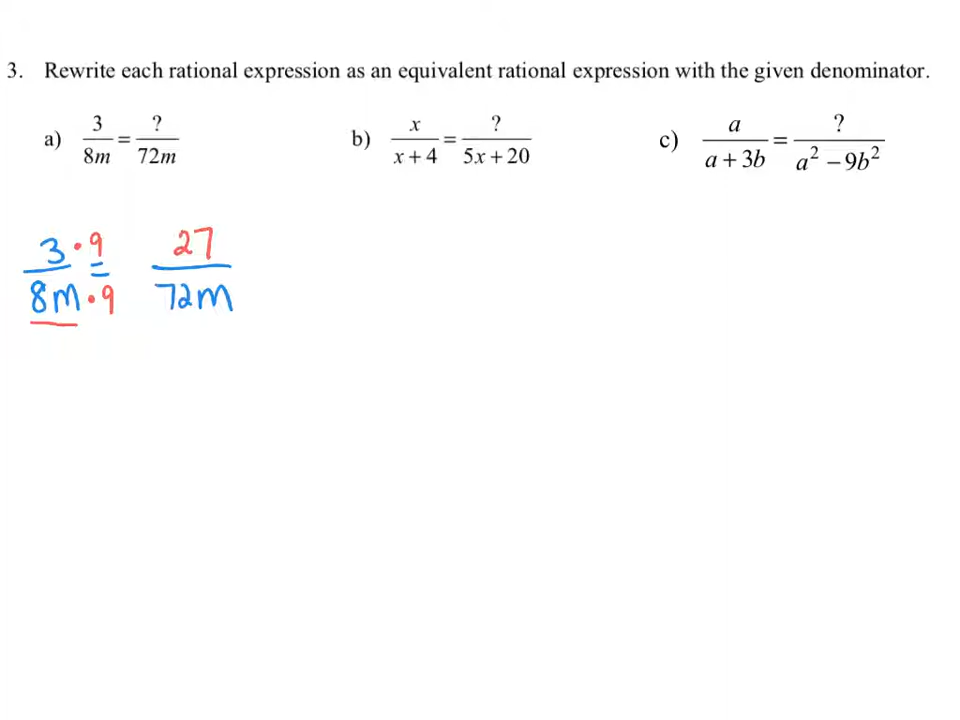 3. Rewrite each rational expression as an equivalent rational expression with the given denominator.
a) 3/8m = ?/72m b) x/x + 4 = ?/5x + 20 c) a/a + 3b = ?/a² − 9b²
3 · 9 = 27
8m · 9 72m